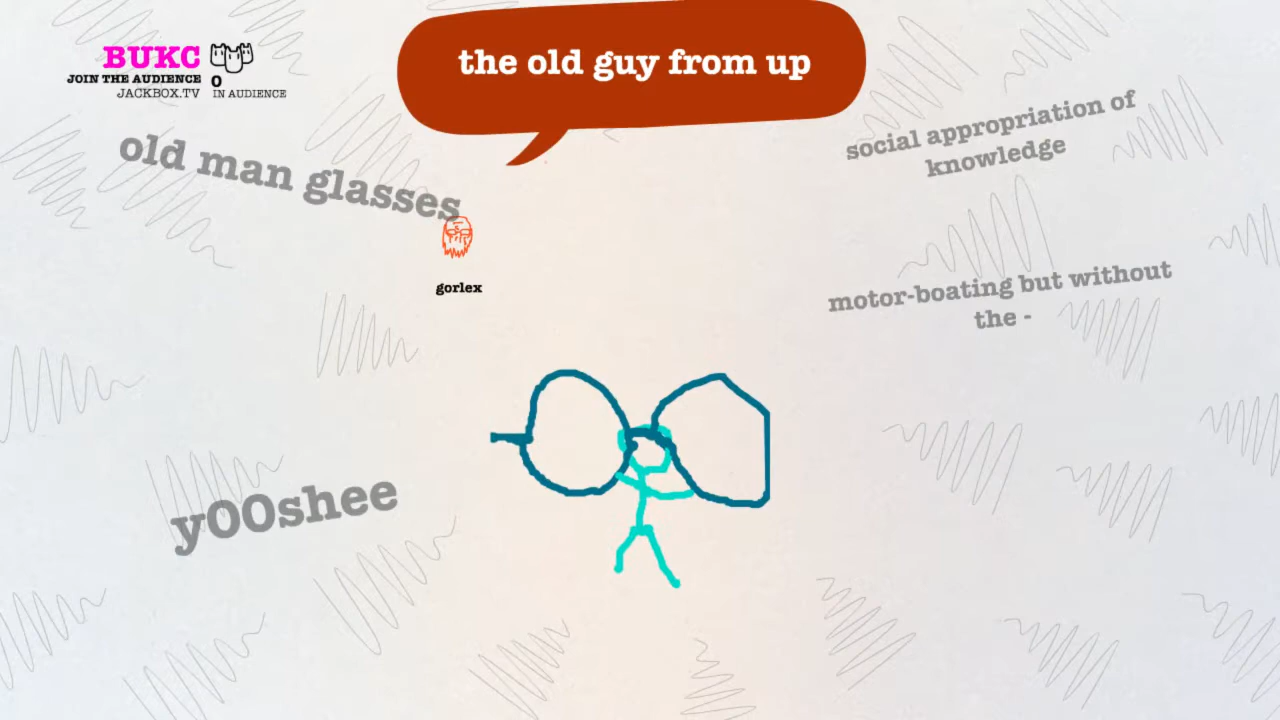 BUKC
JOIN THE AUDIENCE
JACKBOX.TV
0
IN AUDIENCE
the old guy from up
old man glasses
social appropriation of
knowledge
gorlex
motor-boating but without
the -
y00shee